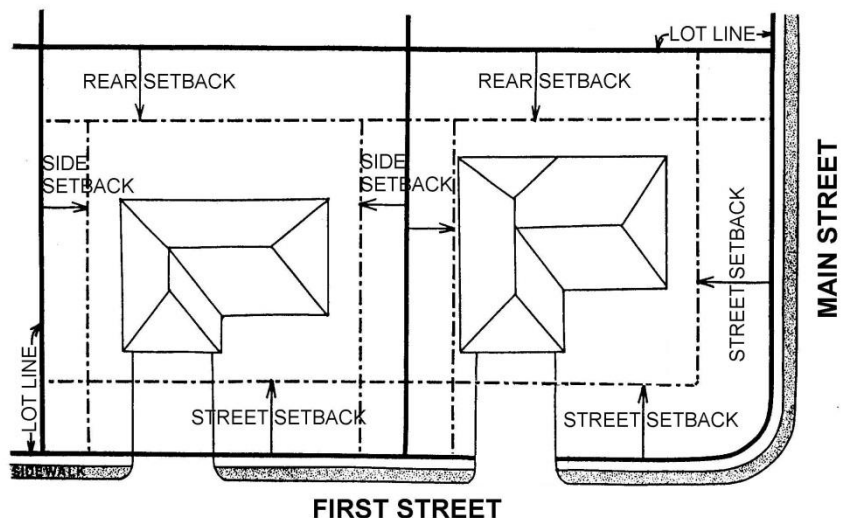 LOT LINE
REAR SETBACK
REAR SETBACK
SIDE
SETBACK
SIDE
SETBACK
STREET SETBACK
MAIN STREET
LOT LINE
STREET SETBACK
STREET SETBACK
SIDEWALK
FIRST STREET